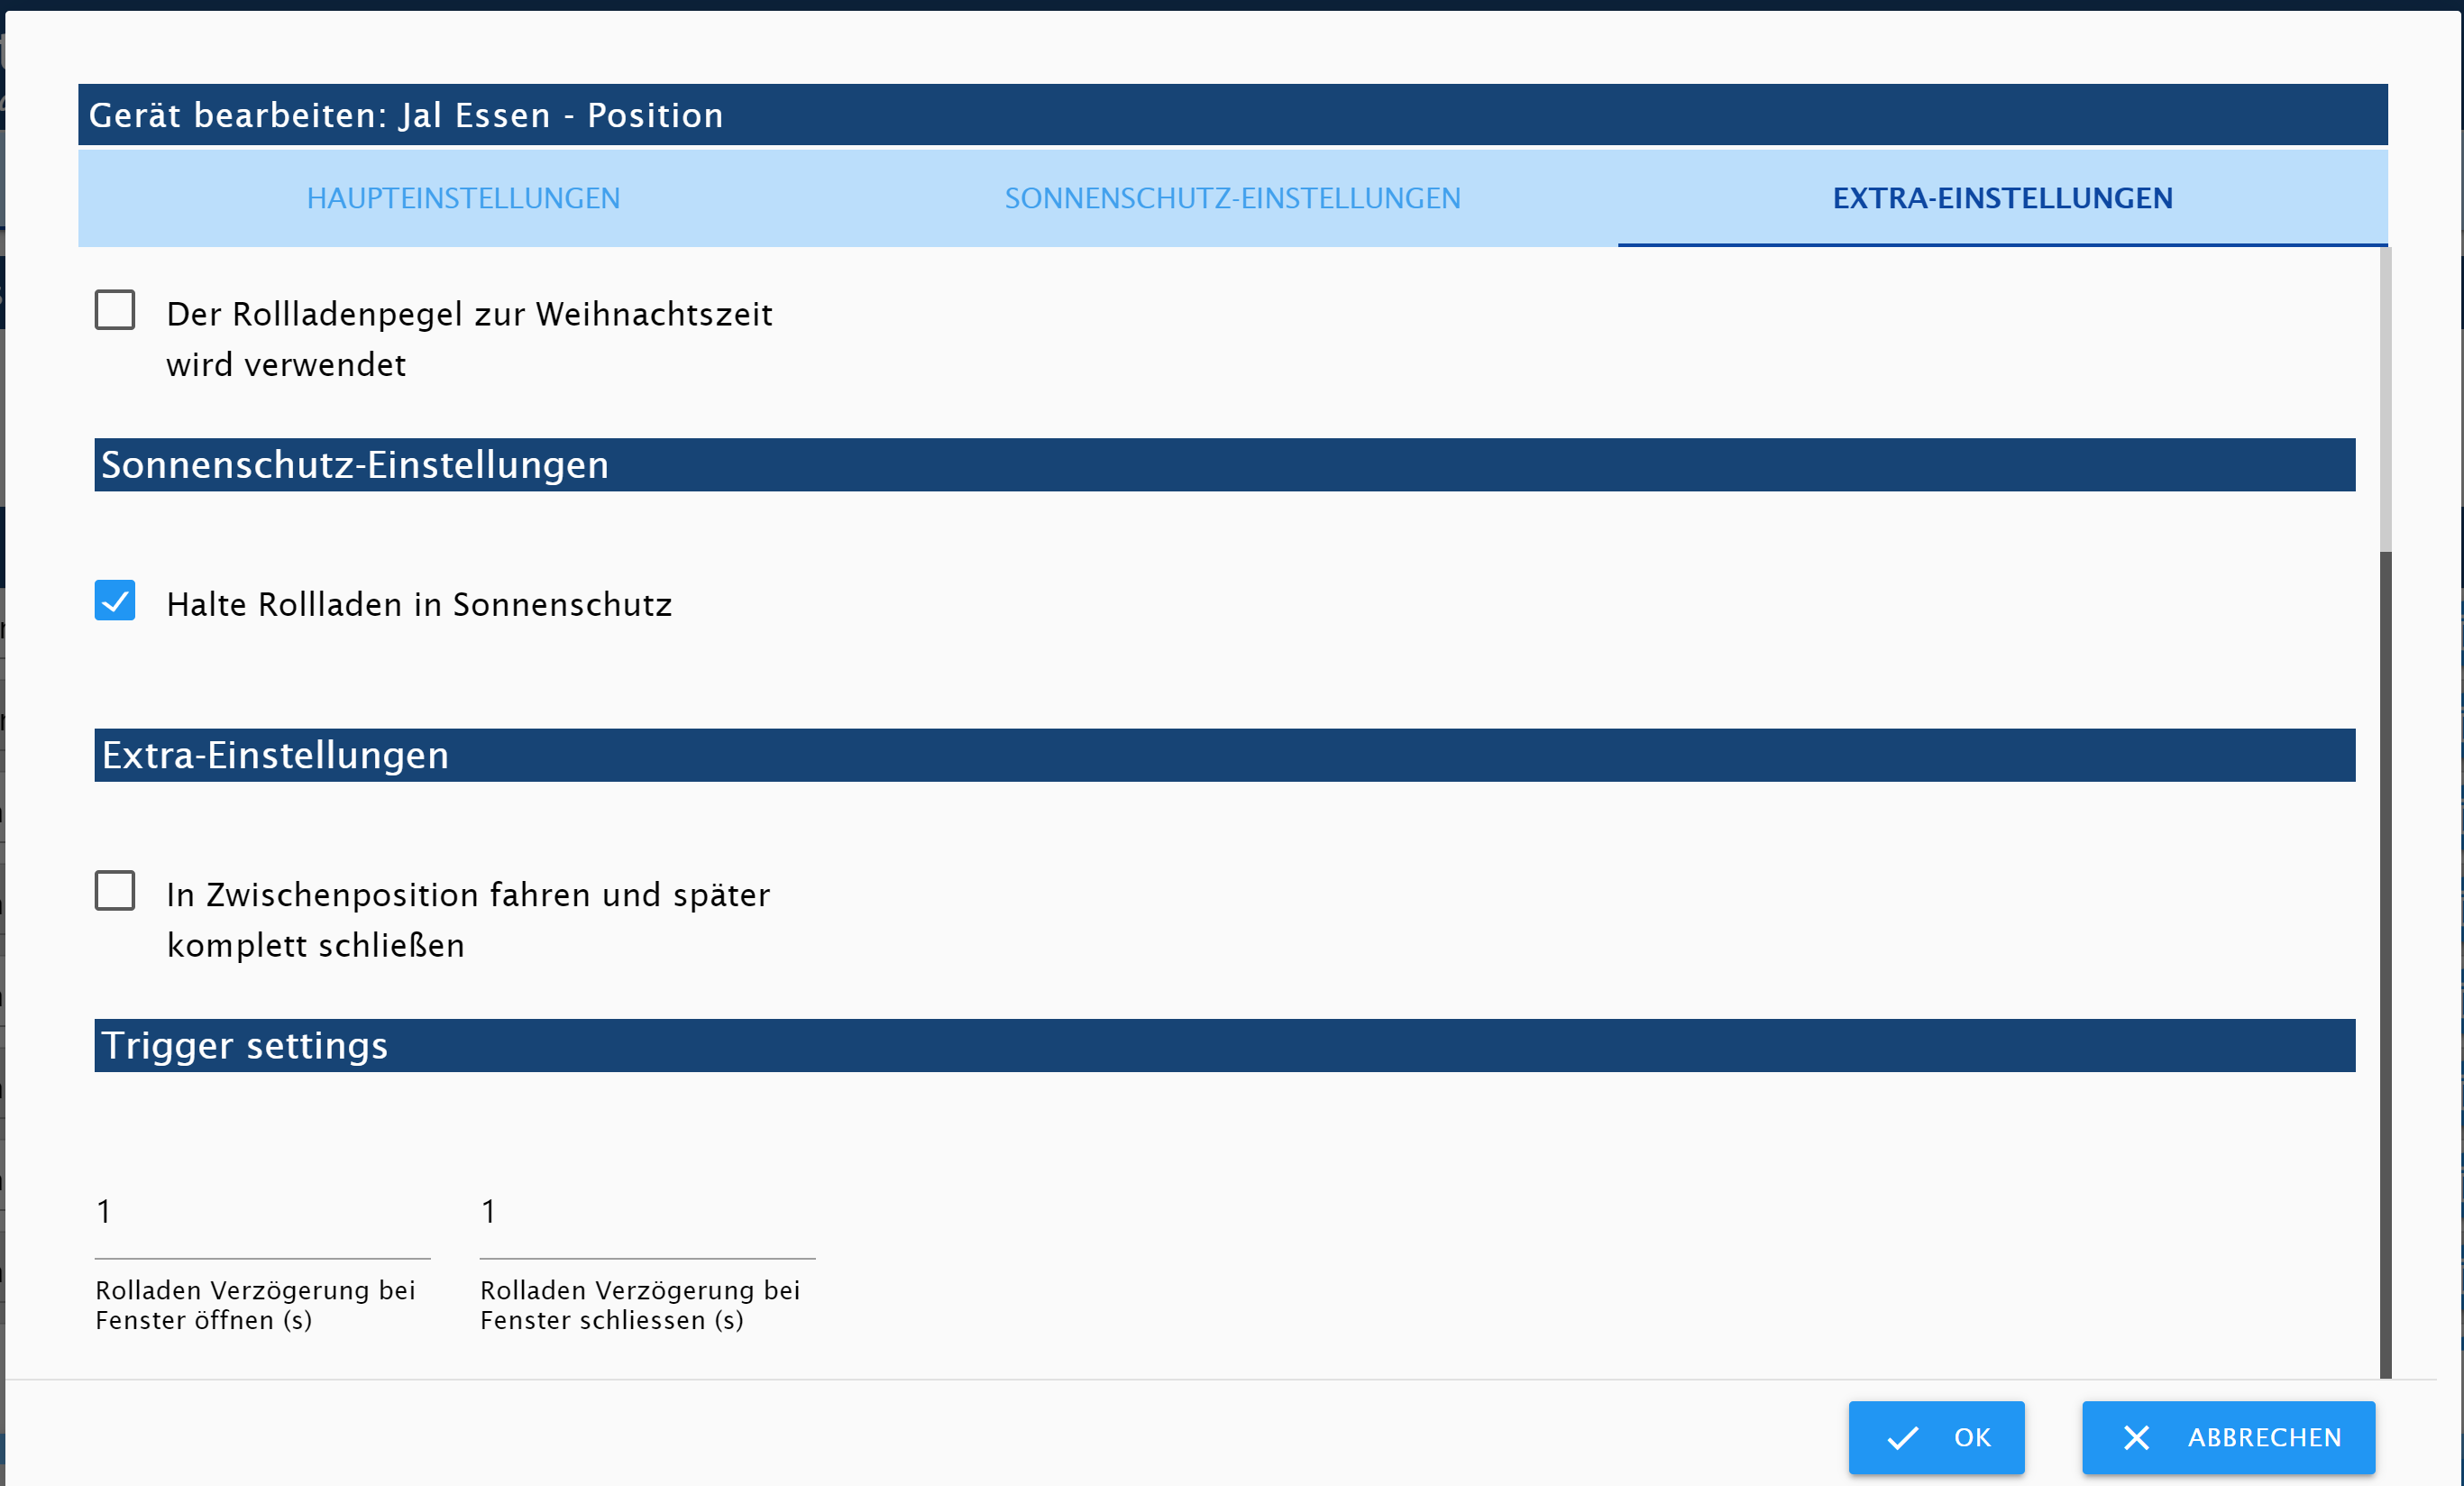 Gerät bearbeiten: Jal Essen - Position
HAUPTEINSTELLUNGEN
SONNENSCHUTZ-EINSTELLUNGEN
EXTRA-EINSTELLUNGEN
Der Rollladenpegel zur Weihnachtszeit
wird verwendet
Sonnenschutz-Einstellungen
Halte Rollladen in Sonnenschutz
Extra-Einstellungen
In Zwischenposition fahren und später
komplett schließen
Trigger settings
1
Rolladen Verzögerung bei
Fenster öffnen (s)
1
Rolladen Verzögerung bei
Fenster schliessen (s)
OK
ABBRECHEN